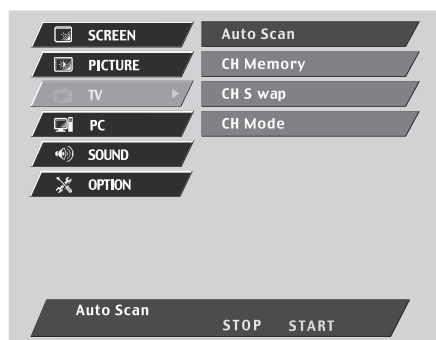 SCREEN
PICTURE
TV
PC
SOUND
OPTION
Auto Scan
CH Memory
CH S wap
CH Mode
Auto Scan
STOP START